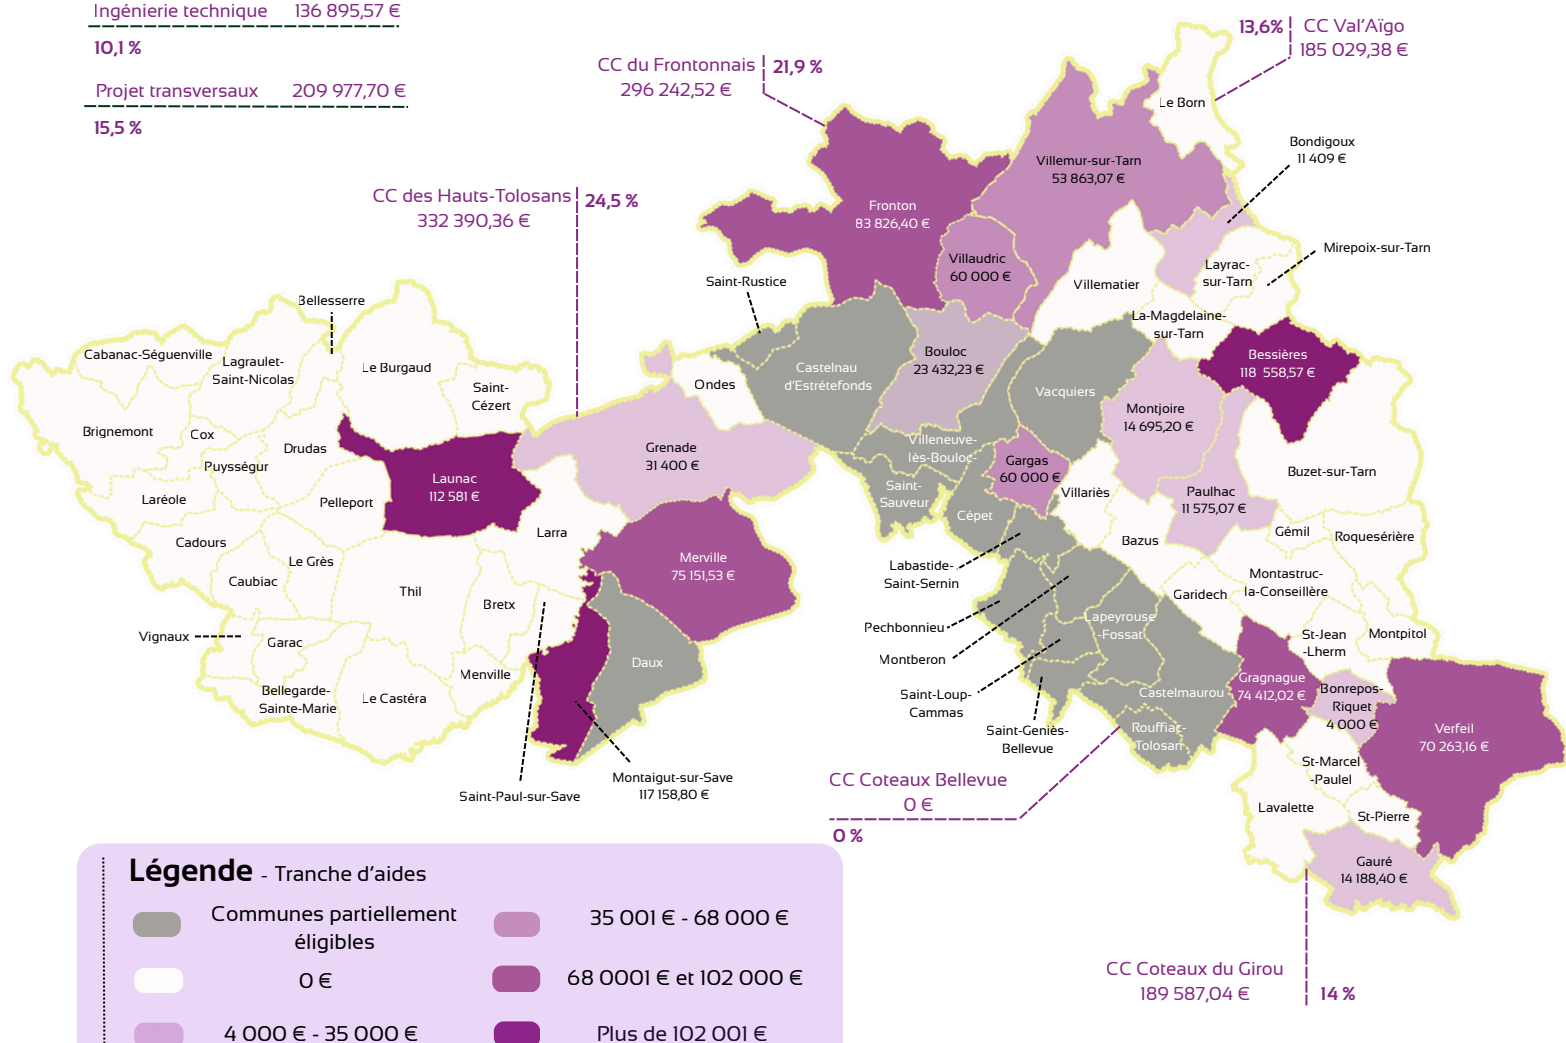 Ingénierie technique 136 895,57 €
10,1 %
Projet transversaux 209 977,70 €
15,5 %
CC du Frontonnais 21,9 %
296 242,52 €
13,6% CC Val'Aïgo
185 029,38 €
CC des Hauts-Tolosans 24,5 %
332 390,36 €
Le Born
Bondigoux
11 409 €
Villemur-sur-Tarn
53 863,07 €
Fronton
83 826,40 €
Mirepoix-sur-Tarn
Villaudric
60 000 €
Layrac-
sur-Tarn
Saint-Rustice
Villematier
La-Magdelaine-
sur-Tarn
Bellesserre
Cabanac-Séguenville
Lagraulet-
Saint-Nicolas
Le Burgaud
Saint-
Cézert
Ondes
Castelnau
d'Estrétefonds
Bouloc
23 432,23 €
Vacquiers
Bessières
118 558,57 €
Montjoire
14 695,20 €
Brignemont
Cox
Drudas
Puysségur
Launac
112 581 €
Grenade
31 400 €
Villeneuve-
lès-Bouloc
Gargas
60 000 €
Buzet-sur-Tarn
Laréole
Pelleport
Saint-
Sauveur
Villariès
Paulhac
11 575,07 €
Cépet
Cadours
Larra
Bazus
Gémil
Roquesérière
Le Grès
Caubiac
Merville
75 151,53 €
Labastide-
Saint-Sernin
Montastruc-
la-Conseillère
Thil
Bretx
Garidech
Pechbonnieu
Lapeyrouse
-Fossat
Vignaux
Garac
St-Jean
-Lherm
Montpitol
Daux
Montberon
Menville
Gragnague
74 412,02 €
Bellegarde-
Sainte-Marie
Le Castéra
Saint-Loup-
Cammas
Castelmaurou
Bonrepos-
Riquet
4 000 €
Verfeil
70 263,16 €
Saint-Geniès-
Bellevue
Rouffiac-
Tolosan
St-Marcel
-Paulel
Saint-Paul-sur-Save
Montaigut-sur-Save
117 158,80 €
CC Coteaux Bellevue
0 €
0 %
Lavalette
St-Pierre
Gauré
14 188,40 €
CC Coteaux du Girou
189 587,04 € 14 %
Légende - Tranche d'aides
Communes partiellement
éligibles
35 001 € - 68 000 €
0 €
68 0001 € et 102 000 €
4 000 € - 35 000 €
Plus de 102 001 €